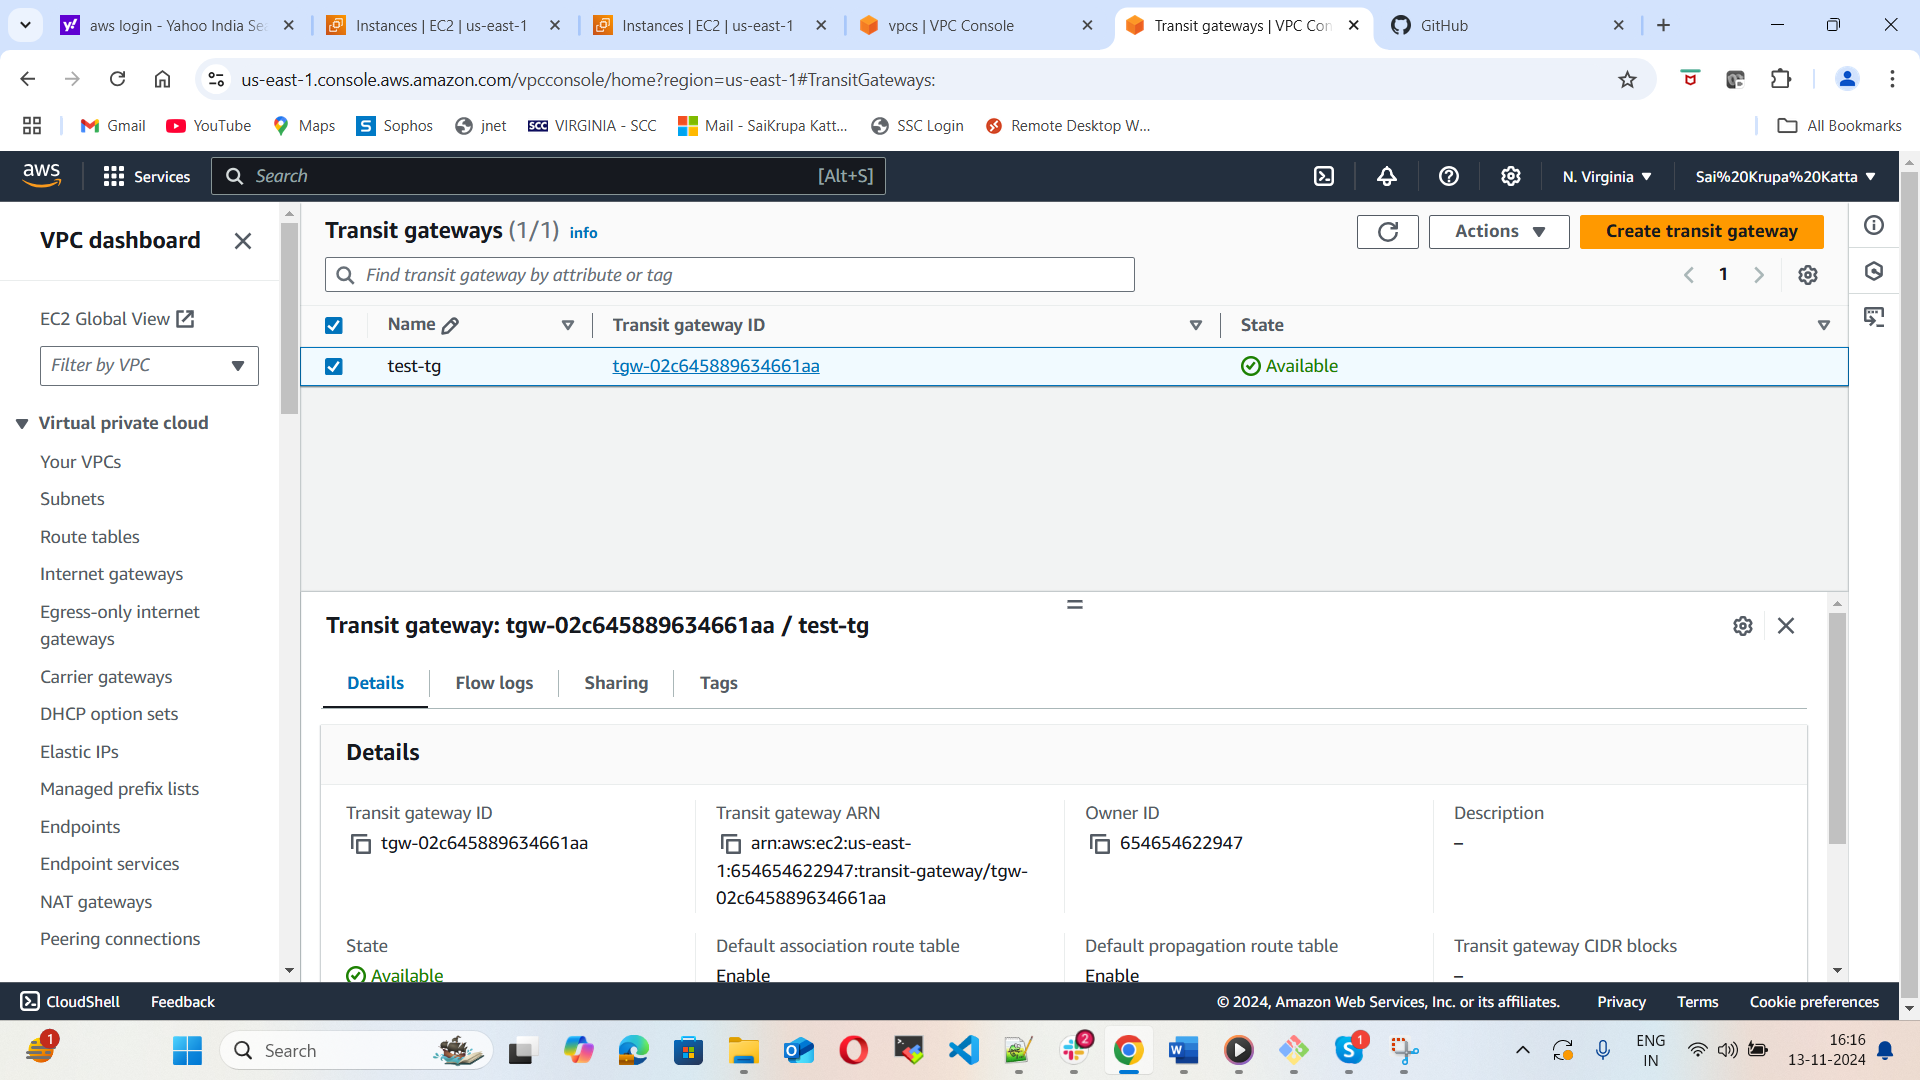 aws login - Yahoo India Sea
Instances | EC2 | us-east-1
Instances | EC2 | us-east-1
vpcs | VPC Console
Transit gateways | VPC Con
GitHub
us-east-1.console.aws.amazon.com/vpcconsole/home?region=us-east-1#TransitGateways:
Gmail
YouTube
Maps
Sophos
jnet
SCC VIRGINIA - SCC
Mail - SaiKrupa Katt...
SSC Login
Remote Desktop W...
All Bookmarks
aws
Services
Search
[Alt+S]
N. Virginia
Sai%20Krupa%20Katta
VPC dashboard
EC2 Global View
Filter by VPC
Virtual private cloud
Your VPCs
Subnets
Route tables
Internet gateways
Egress-only internet
gateways
Carrier gateways
DHCP option sets
Elastic IPs
Managed prefix lists
Endpoints
Endpoint services
NAT gateways
Peering connections
Transit gateways (1/1) info
Actions
Create transit gateway
Find transit gateway by attribute or tag
1
Name
Transit gateway ID
State
test-tg
tgw-02c645889634661aa
Available
Transit gateway: tgw-02c645889634661aa / test-tg
Details
Flow logs
Sharing
Tags
Details
Transit gateway ID
tgw-02c645889634661aa
Transit gateway ARN
arn:aws:ec2:us-east-
1:654654622947:transit-gateway/tgw-
02c645889634661aa
Owner ID
654654622947
Description
–
State
Available
Default association route table
Enable
Default propagation route table
Enable
Transit gateway CIDR blocks
–
CloudShell
Feedback
© 2024, Amazon Web Services, Inc. or its affiliates.
Privacy
Terms
Cookie preferences
1
Search
2
1
ENG
IN
16:16
13-11-2024